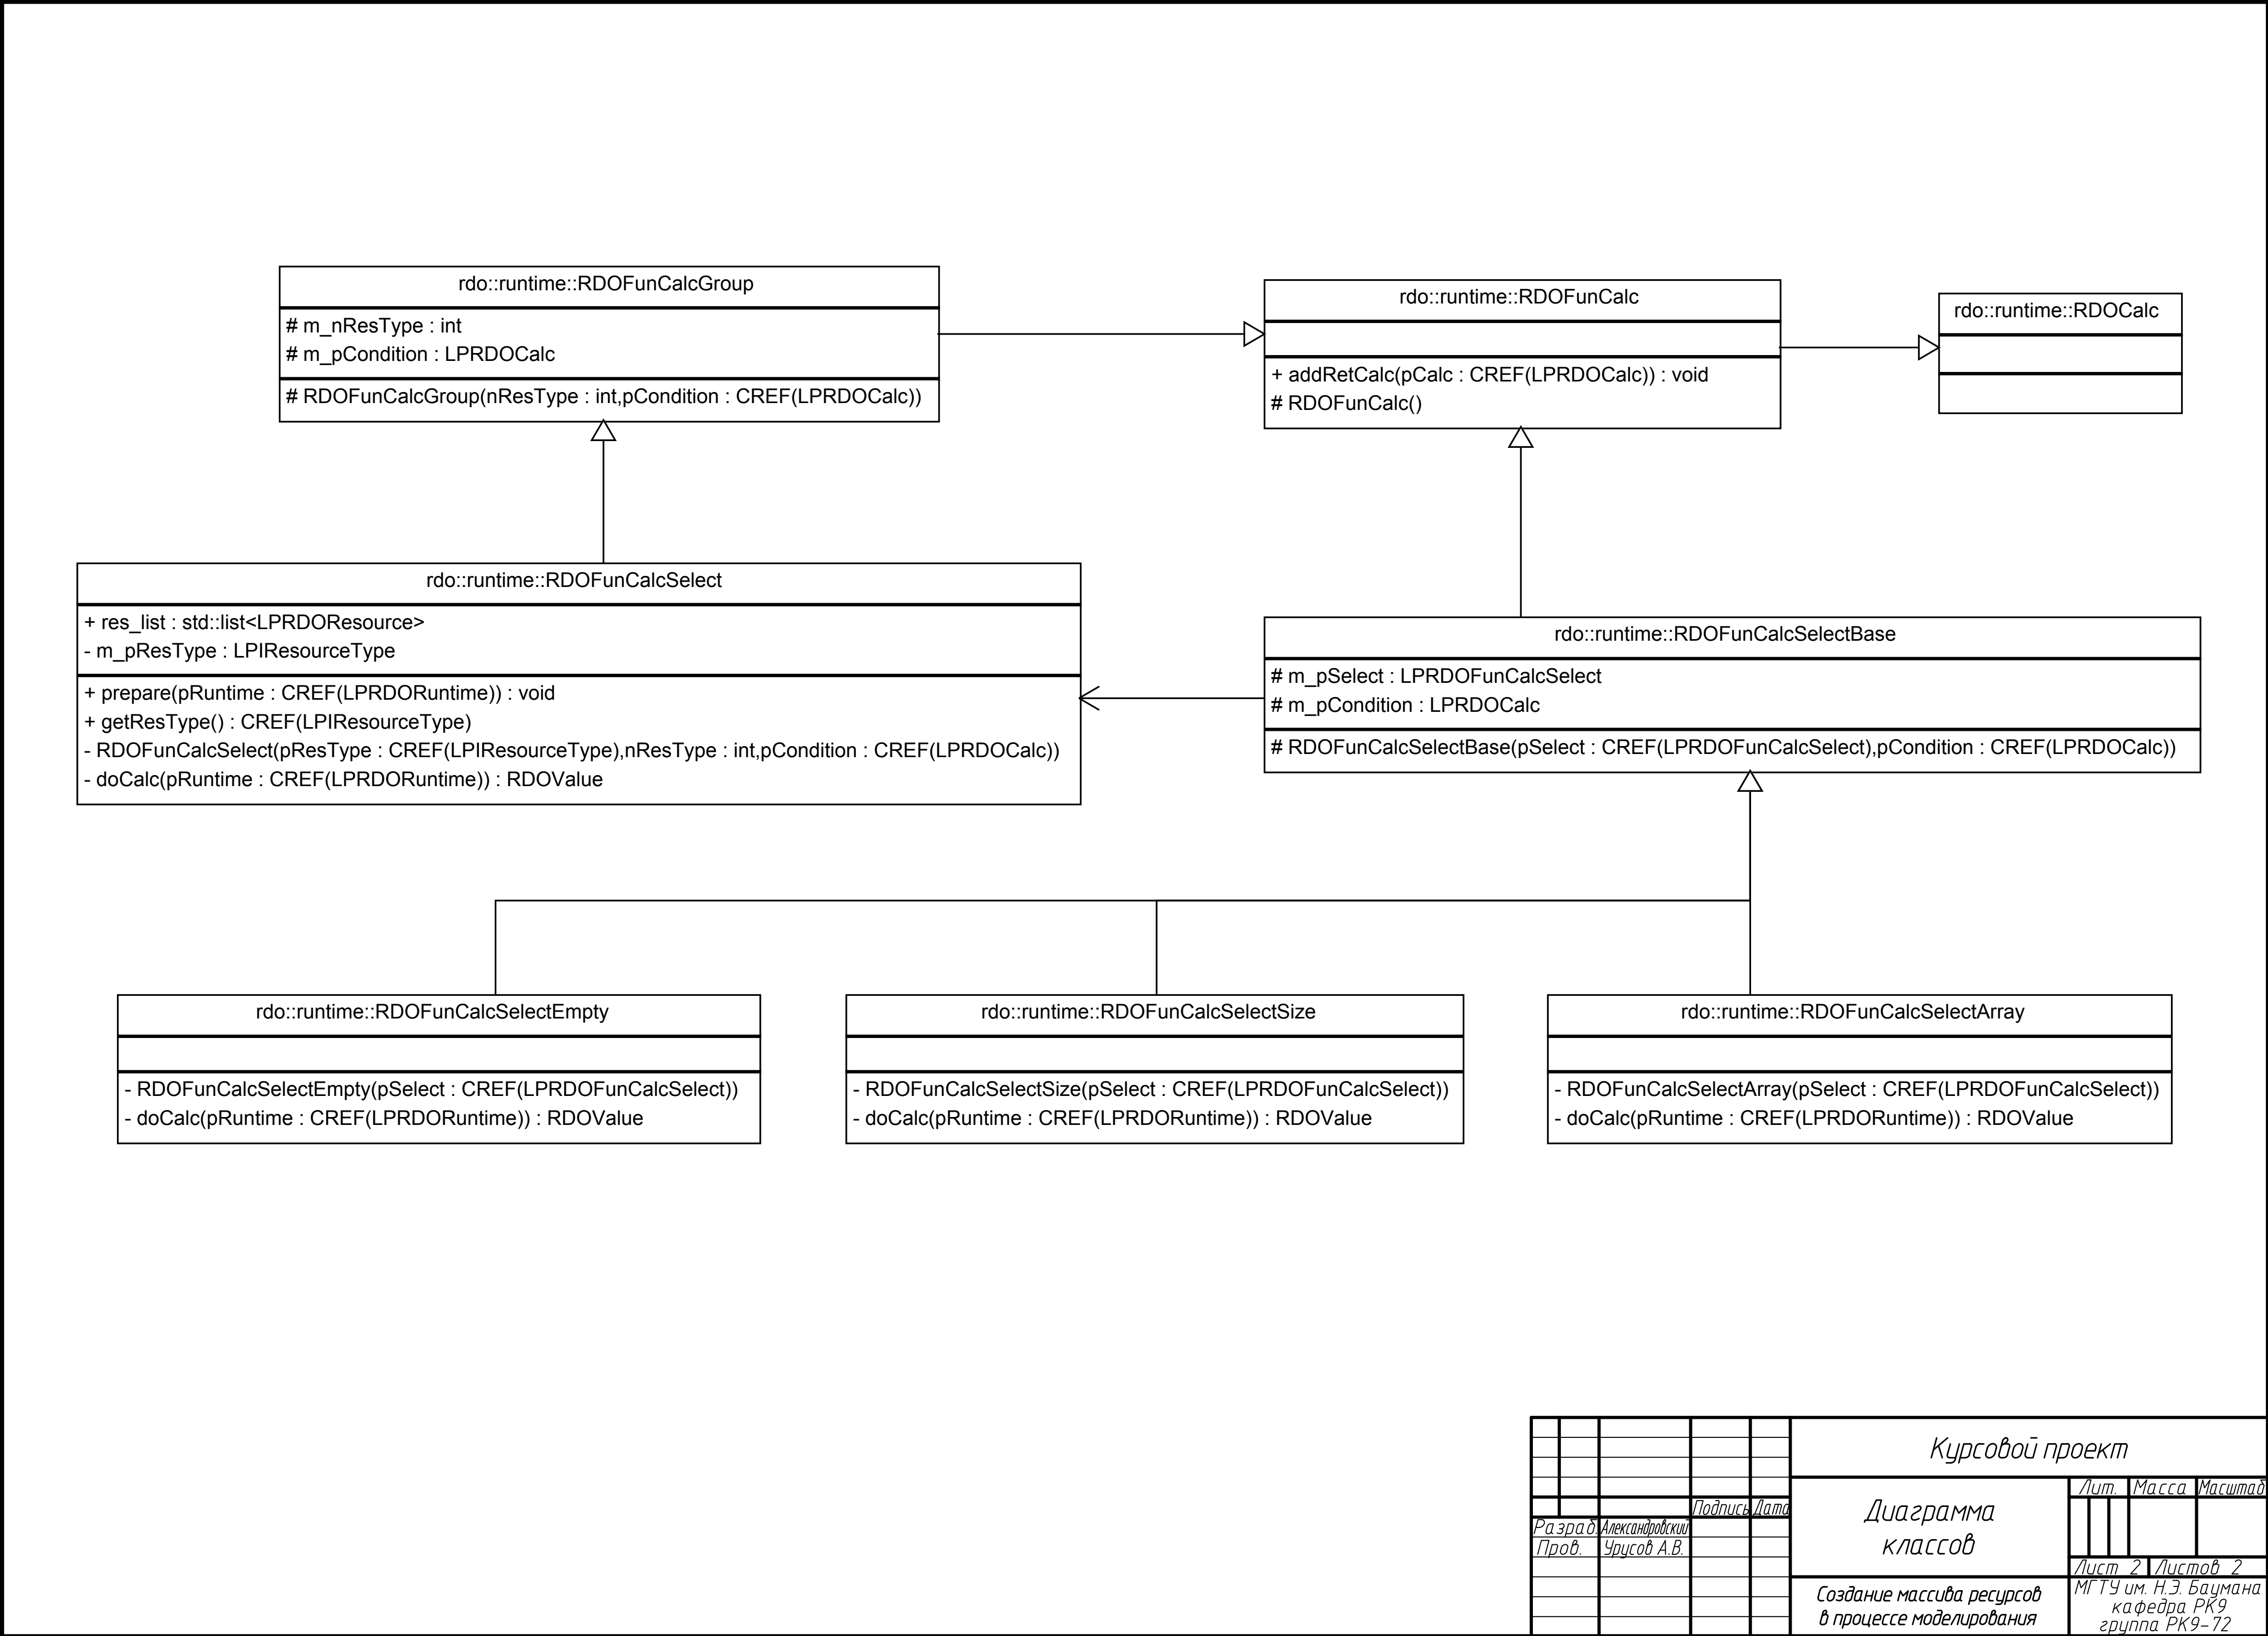 rdo::runtime::RDOFunCalcGroup
# m_nResType : int
# m_pCondition : LPRDOCalc
# RDOFunCalcGroup(nResType : int,pCondition : CREF(LPRDOCalc))
rdo::runtime::RDOFunCalc
+ addRetCalc(pCalc : CREF(LPRDOCalc)) : void
# RDOFunCalc()
rdo::runtime::RDOCalc
rdo::runtime::RDOFunCalcSelect
+ res_list : std::list<LPRDOResource>
- m_pResType : LPIResourceType
+ prepare(pRuntime : CREF(LPRDORuntime)) : void
+ getResType() : CREF(LPIResourceType)
- RDOFunCalcSelect(pResType : CREF(LPIResourceType),nResType : int,pCondition : CREF(LPRDOCalc))
- doCalc(pRuntime : CREF(LPRDORuntime)) : RDOValue
rdo::runtime::RDOFunCalcSelectBase
# m_pSelect : LPRDOFunCalcSelect
# m_pCondition : LPRDOCalc
# RDOFunCalcSelectBase(pSelect : CREF(LPRDOFunCalcSelect),pCondition : CREF(LPRDOCalc))
rdo::runtime::RDOFunCalcSelectEmpty
- RDOFunCalcSelectEmpty(pSelect : CREF(LPRDOFunCalcSelect))
- doCalc(pRuntime : CREF(LPRDORuntime)) : RDOValue
rdo::runtime::RDOFunCalcSelectSize
- RDOFunCalcSelectSize(pSelect : CREF(LPRDOFunCalcSelect))
- doCalc(pRuntime : CREF(LPRDORuntime)) : RDOValue
rdo::runtime::RDOFunCalcSelectArray
- RDOFunCalcSelectArray(pSelect : CREF(LPRDOFunCalcSelect))
- doCalc(pRuntime : CREF(LPRDORuntime)) : RDOValue
Курсовой проект
Подпись Дата
Разраб. Александровский
Пров. Урусов А.В.
Диаграмма
классов
Лит. Масса Масштаб
Лист 2 Листов 2
Создание массива ресурсов
в процессе моделирования
МГТУ им. Н.Э. Баумана
кафедра РК9
группа РК9-72